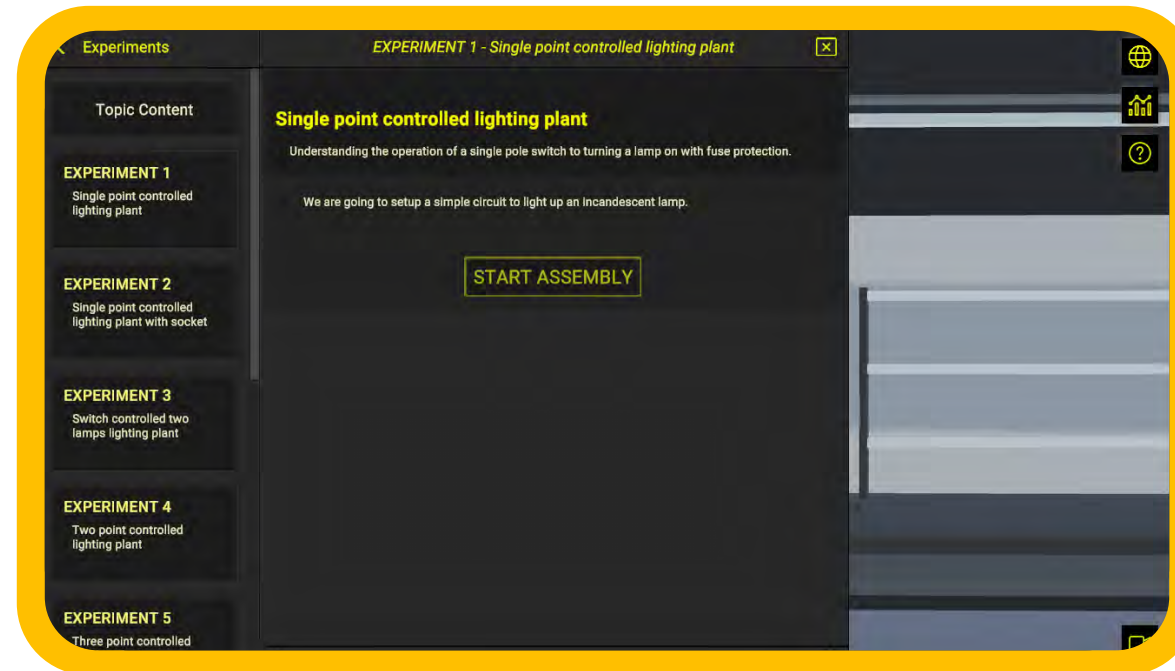 Experiments
EXPERIMENT 1 - Single point controlled lighting plant
Topic Content
EXPERIMENT 1
Single point controlled
lighting plant
EXPERIMENT 2
Single point controlled
lighting plant with socket
EXPERIMENT 3
Switch controlled two
lamps lighting plant
EXPERIMENT 4
Two point controlled
lighting plant
EXPERIMENT 5
Three point controlled
Single point controlled lighting plant
Understanding the operation of a single pole switch to turning a lamp on with fuse protection.
We are going to setup a simple circuit to light up an incandescent lamp.
START ASSEMBLY